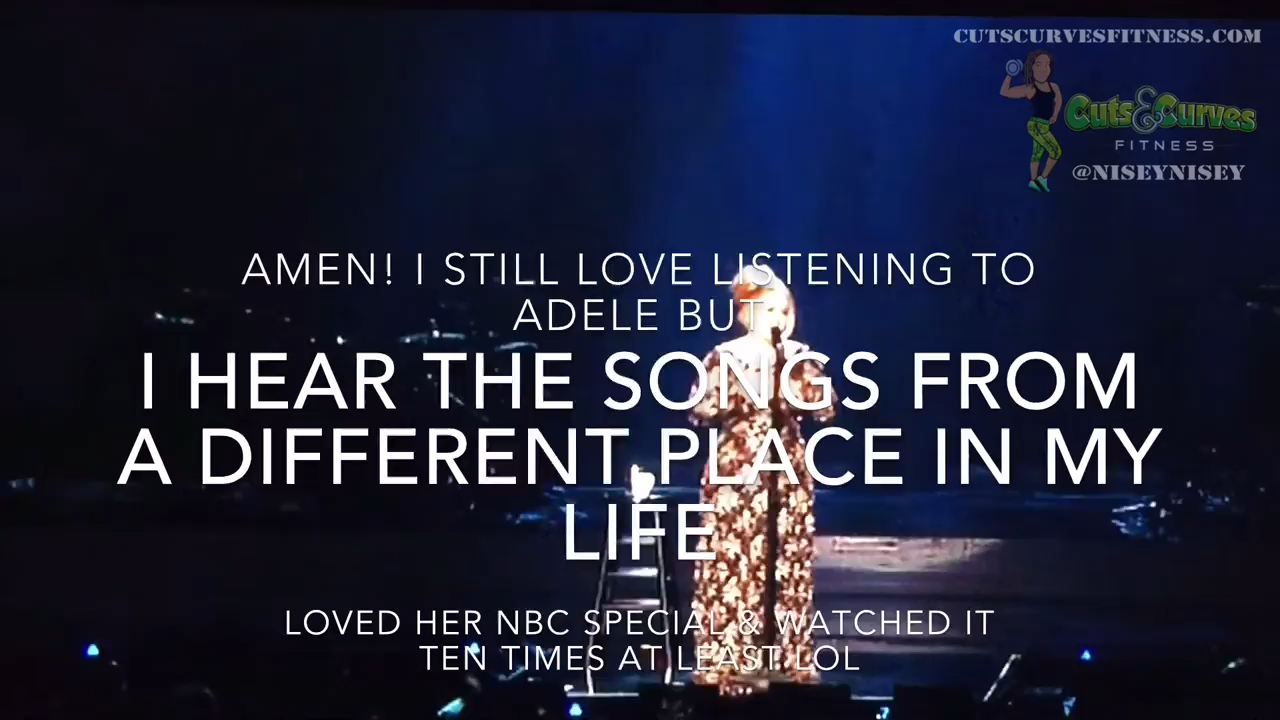 CUTSCURVESFITNESS.COM
Cuts&Curves
FITNESS
@NISEYNISEY
AMEN! I STILL LOVE LISTENING TO
ADELE BUT
I HEAR THE SONGS FROM
A DIFFERENT PLACE IN MY
LIFE
LOVED HER NBC SPECIAL & WATCHED IT
TEN TIMES AT LEAST LOL